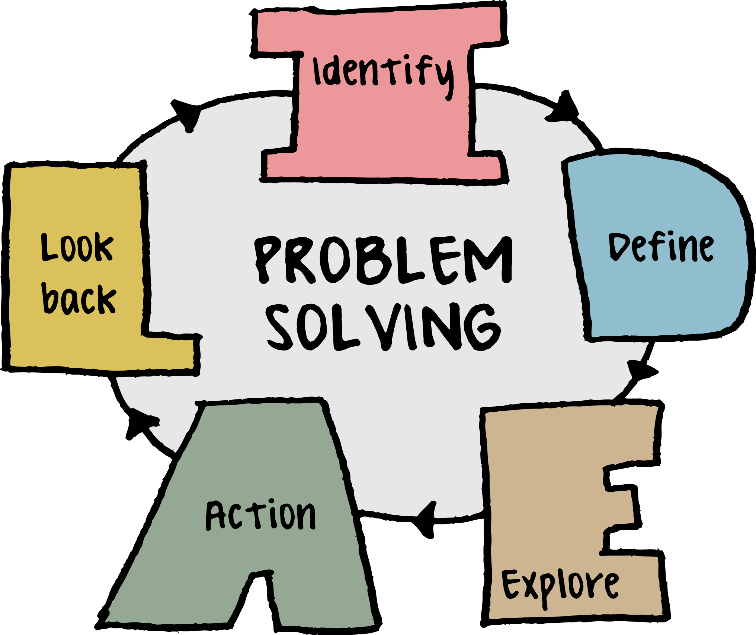 Identify
Define
Explore
Action
Look
back
PROBLEM
SOLVING